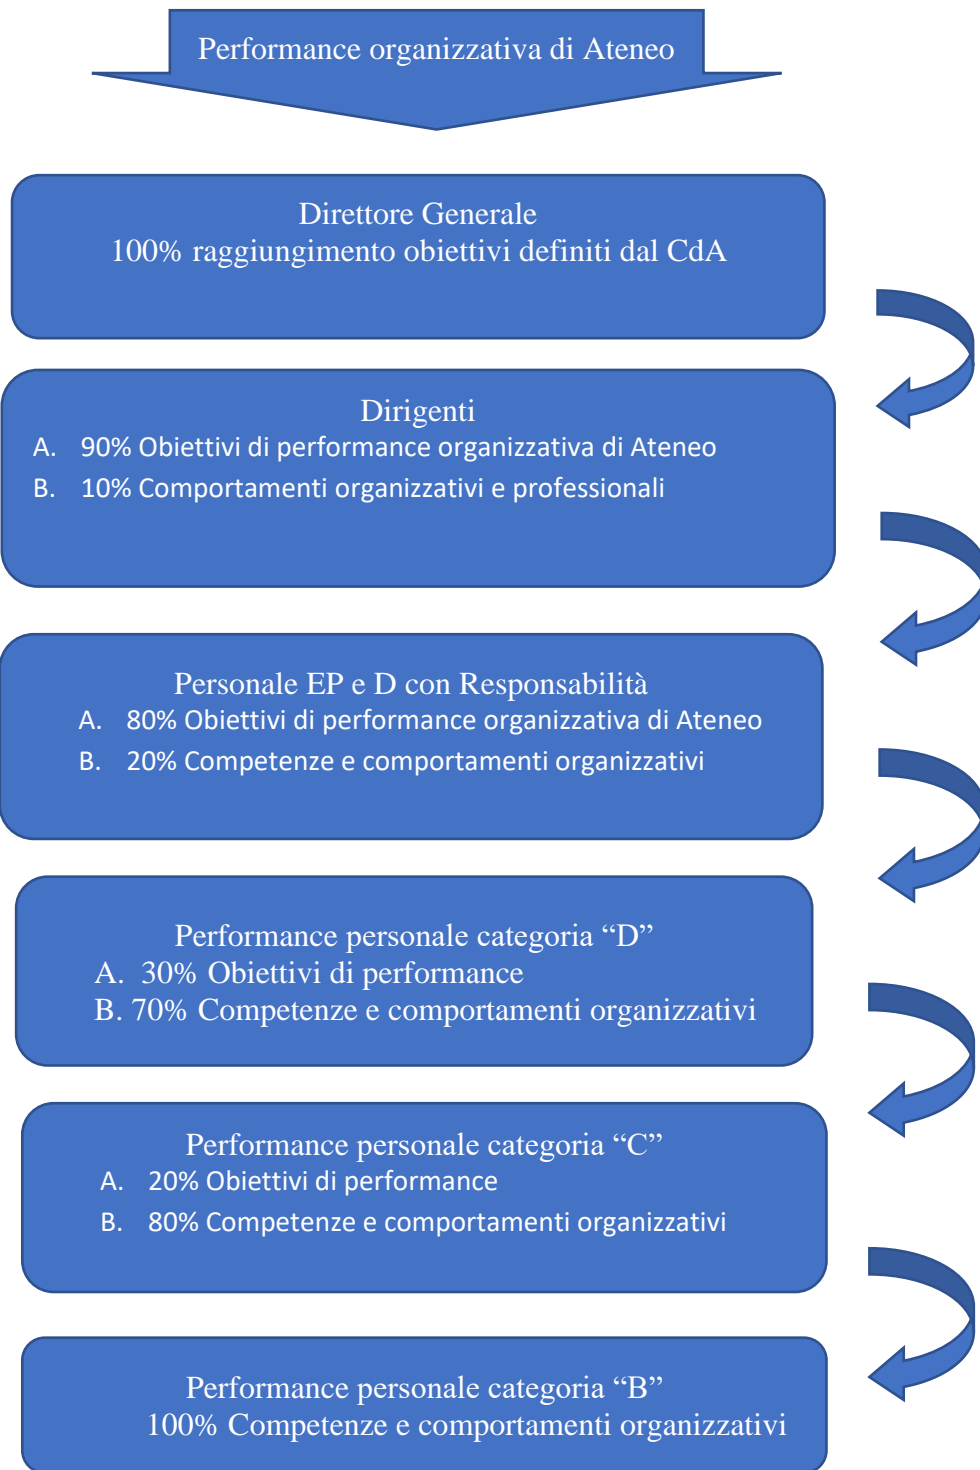 Performance organizzativa di Ateneo
Direttore Generale
100% raggiungimento obiettivi definiti dal CdA
Dirigenti
A. 90% Obiettivi di performance organizzativa di Ateneo
B. 10% Comportamenti organizzativi e professionali
Personale EP e D con Responsabilità
A. 80% Obiettivi di performance organizzativa di Ateneo
B. 20% Competenze e comportamenti organizzativi
Performance personale categoria “D”
A. 30% Obiettivi di performance
B. 70% Competenze e comportamenti organizzativi
Performance personale categoria “C”
A. 20% Obiettivi di performance
B. 80% Competenze e comportamenti organizzativi
Performance personale categoria “B”
100% Competenze e comportamenti organizzativi